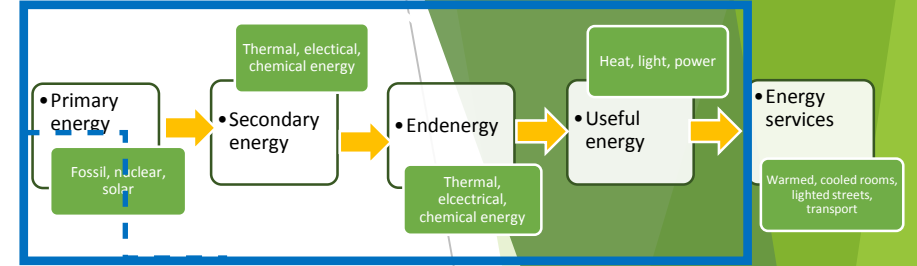 • Primary
energy
Fossil, nuclear,
solar
Thermal, electical,
chemical energy
• Secondary
energy
• Endenergy
Thermal,
elcectrical,
chemical energy
Heat, light, power
• Useful
energy
• Energy
services
Warmed, cooled rooms,
lighted streets,
transport